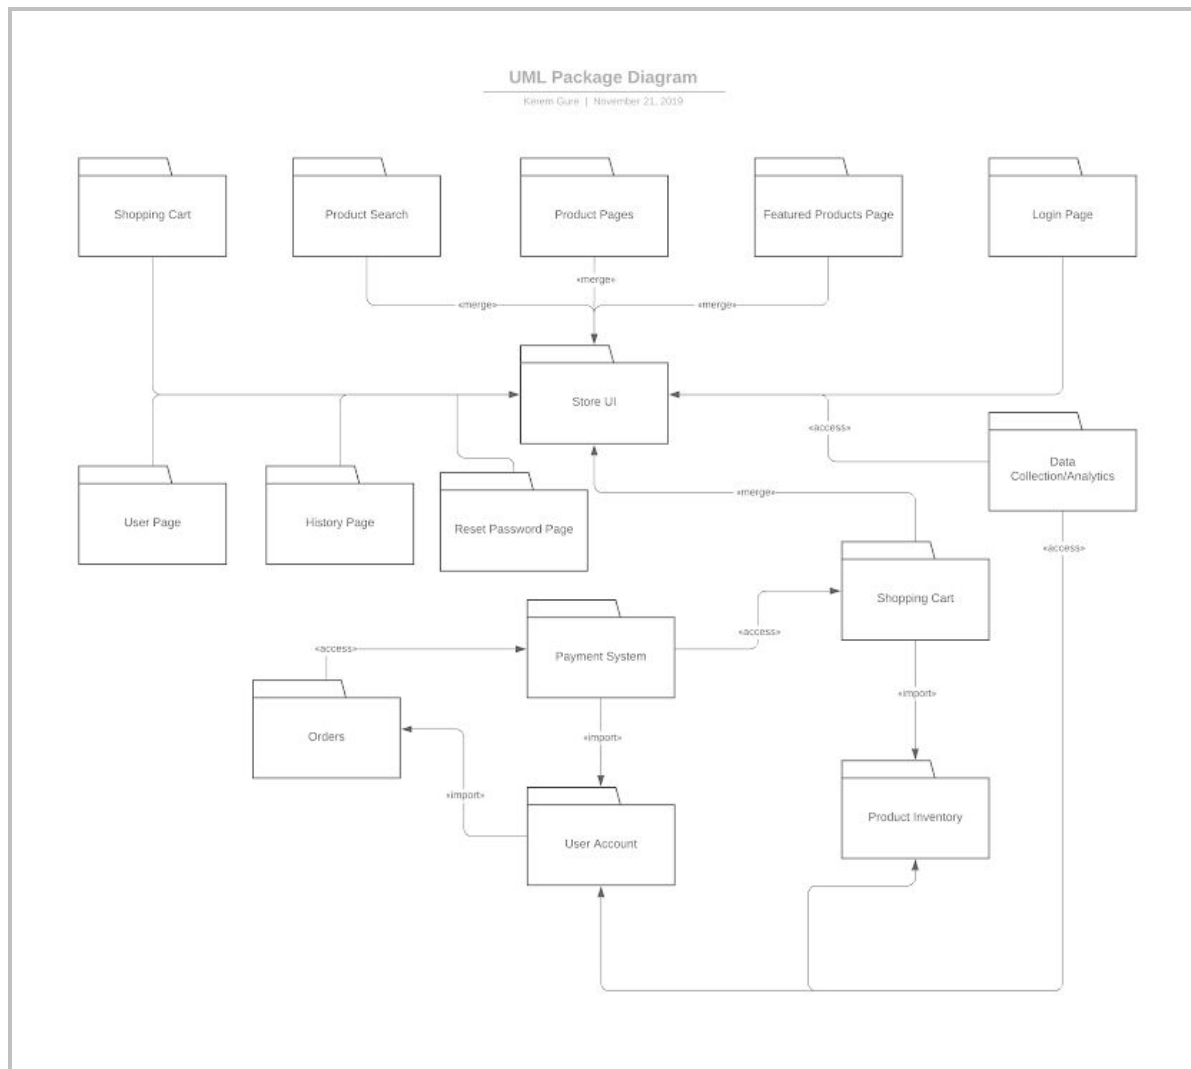 UML Package Diagram
Kerem Gure | November 21, 2019
Shopping Cart
Product Search
Product Pages
Featured Products Page
Login Page
«merge»
«merge»
«merge»
Store UI
«access»
Data
Collection/Analytics
«merge»
User Page
History Page
Reset Password Page
«access»
Shopping Cart
«access»
«access»
Payment System
«import»
Orders
«import»
«import»
Product Inventory
User Account